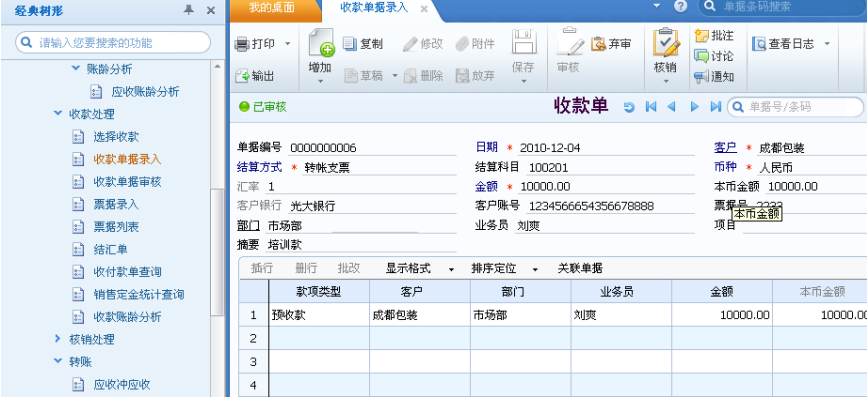 经典树形
我的桌面 收款单据录入 × 单据条码搜索
请输入您要搜索的功能
账龄分析
应收账龄分析
收款处理
选择收款
收款单据录入
收款单据审核
票据录入
票据列表
结汇单
收付款单查询
销售定金统计查询
收款账龄分析
核销处理
转账
应收冲应收
打印 增加 复制 修改 附件 保存 审核 弃审 核销 批注 查看日志
讨论
输出 草稿 删除 放弃 通知
已审核 收款单 单据号/条码
单据编号 0000000006 日期 * 2010-12-04 客户 * 成都包装
结算方式 * 转帐支票 结算科目 100201 币种 * 人民币
汇率 1 金额 * 10000.00 本币金额 10000.00
客户银行 光大银行 客户账号 1234566654356678888 票据号
本币金额
部门 市场部 业务员 刘爽 项目
摘要 培训款
插行 删行 批改 显示格式 排序定位 关联单据
款项类型 客户 部门 业务员 金额 本币金额
1 预收款 成都包装 市场部 刘爽 10000.00 10000.00
2
3
4